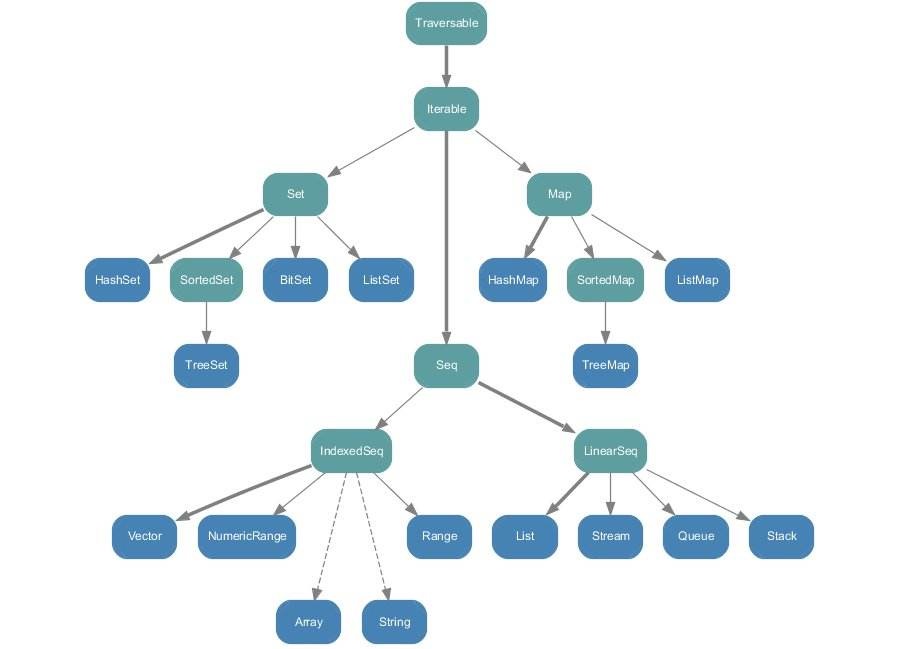 Traversable
Iterable
Set
Map
HashSet
SortedSet
BitSet
ListSet
HashMap
SortedMap
ListMap
TreeSet
Seq
TreeMap
IndexedSeq
LinearSeq
Vector
NumericRange
Range
List
Stream
Queue
Stack
Array
String